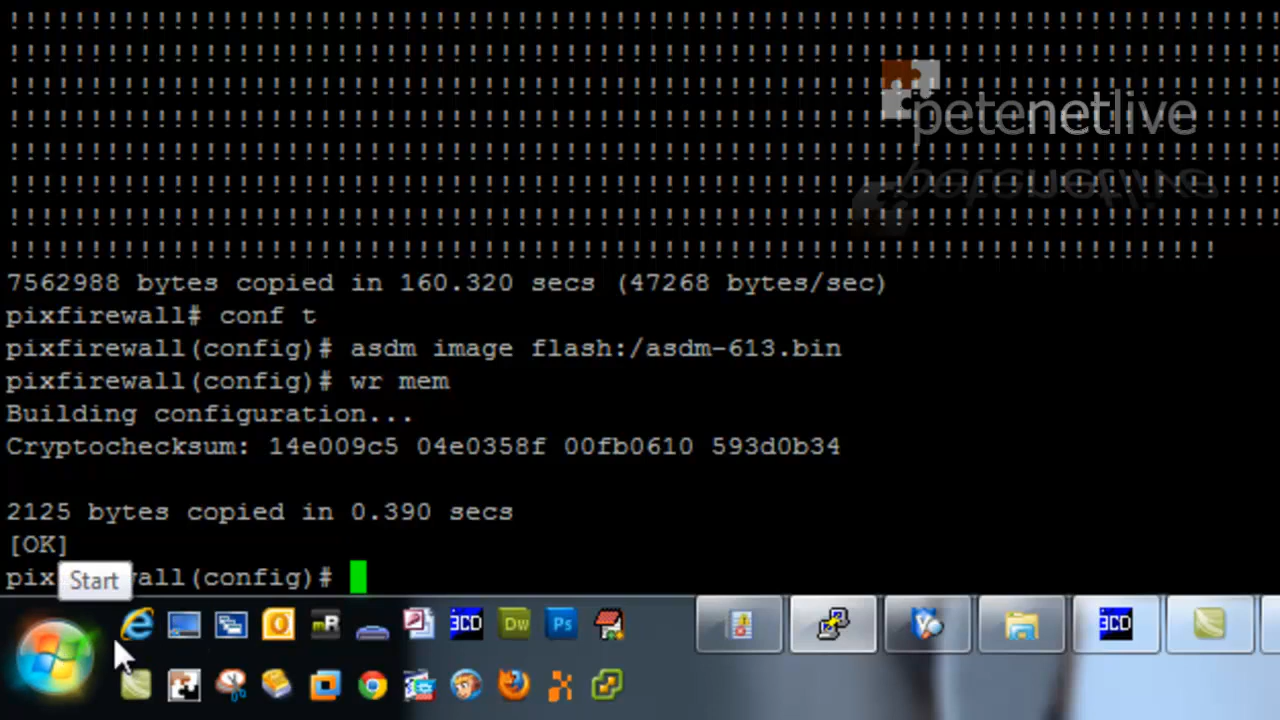 !!!!!!!!!!!!!!!!!!!!!!!!!!!!!!!!!!!!!!!!!!!!!!!!!!!!!!!!!!!!!!!!!!!!!!!!!!!!!!
!!!!!!!!!!!!!!!!!!!!!!!!!!!!!!!!!!!!!!!!!!!!!!!!!!!!!!!!!!!!!!!!!!!!!!!!!!!!!!
!!!!!!!!!!!!!!!!!!!!!!!!!!!!!!!!!!!!!!!!!!!!!!!!!!!!!!!!!!!!!!!!!!!!!!!!!!!!!!
!!!!!!!!!!!!!!!!!!!!!!!!!!!!!!!!!!!!!!!!!!!!!!!!!!!!!!!!!!!!!!!!!!!!!!!!!!!!!!
!!!!!!!!!!!!!!!!!!!!!!!!!!!!!!!!!!!!!!!!!!!!!!!!!!!!!!!!!!!!!!!!!!!!!!!!!!!!!!
!!!!!!!!!!!!!!!!!!!!!!!!!!!!!!!!!!!!!!!!!!!!!!!!!!!!!!!!!!!!!!!!!!!!!!!!!!!!!!
!!!!!!!!!!!!!!!!!!!!!!!!!!!!!!!!!!!!!!!!!!!!!!!!!!!!!!!!!!!!!!!!!!!!!!!!!!!!!!
!!!!!!!!!!!!!!!!!!!!!!!!!!!!!!!!!!!!!!!!!!!!!!!!!!!!!!!!!!!!!!!!!!!!!!!!!!
petenetlive
7562988 bytes copied in 160.320 secs (47268 bytes/sec)
pixfirewall# conf t
pixfirewall(config)# asdm image flash:/asdm-613.bin
pixfirewall(config)# wr mem
Building configuration...
Cryptochecksum: 14e009c5 04e0358f 00fb0610 593d0b34
2125 bytes copied in 0.390 secs
[OK]
pix wall(config)#
Start
mR
3CD
Dw
Ps
3CD